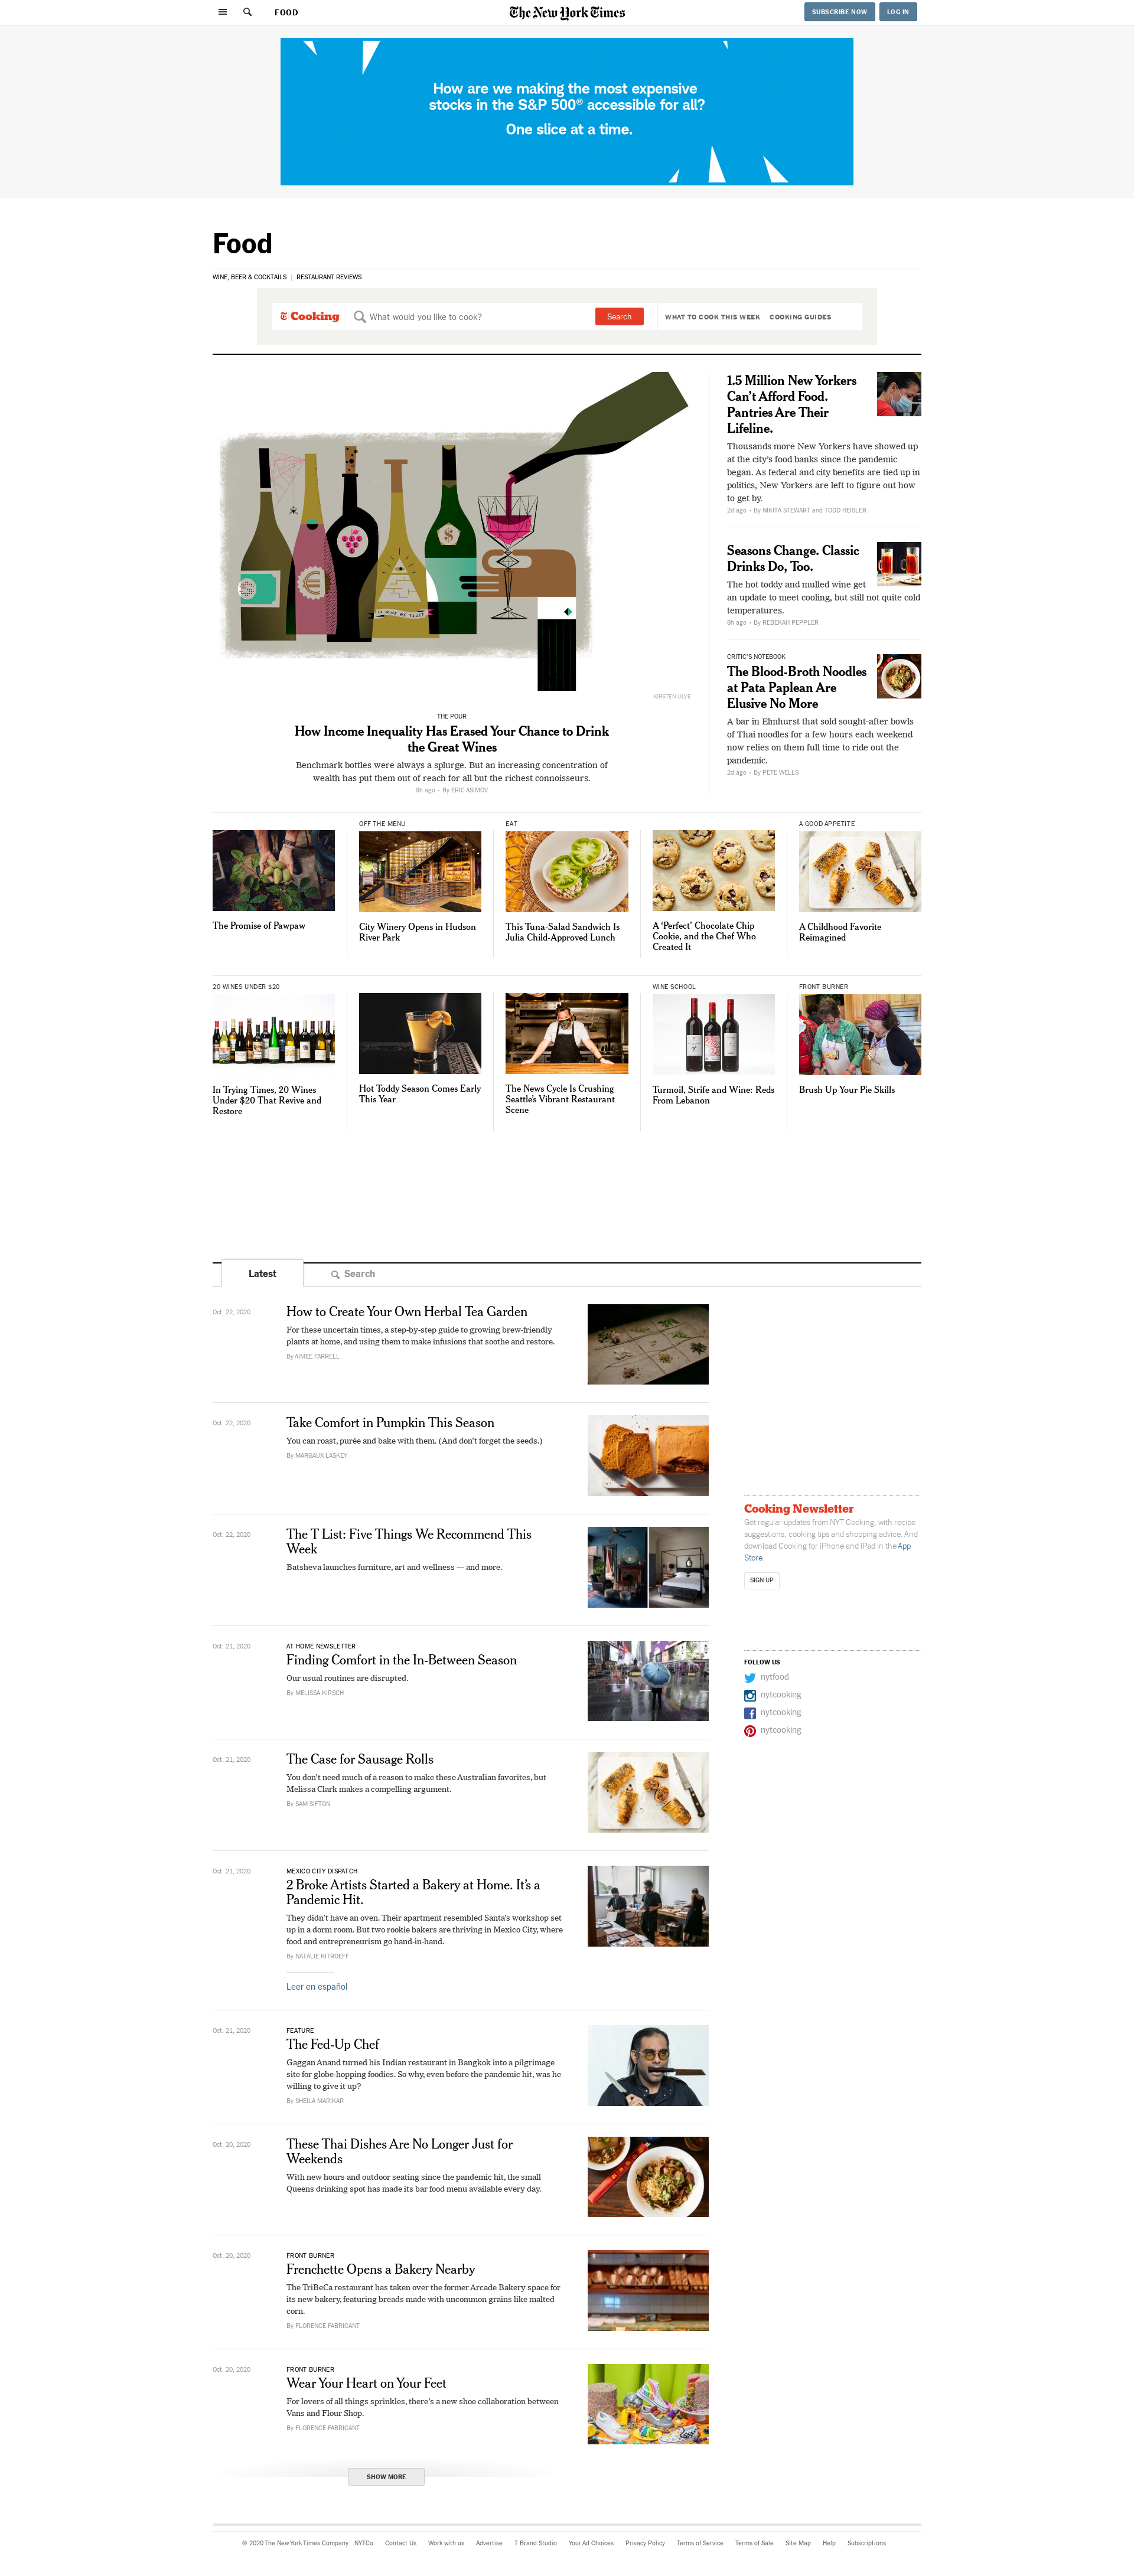 FOOD
The New York Times
SUBSCRIBE NOW
LOG IN
How are we making the most expensive
stocks in the S&P 500® accessible for all?
One slice at a time.
Food
WINE, BEER & COCKTAILS | RESTAURANT REVIEWS
Cooking
What would you like to cook?
Search
WHAT TO COOK THIS WEEK
COOKING GUIDES
KIRSTEN ULVE
THE POUR
How Income Inequality Has Erased Your Chance to Drink
the Great Wines
Benchmark bottles were always a splurge. But an increasing concentration of
wealth has put them out of reach for all but the richest connoisseurs.
9h ago • By ERIC ASIMOV
1.5 Million New Yorkers
Can’t Afford Food.
Pantries Are Their
Lifeline.
Thousands more New Yorkers have showed up
at the city’s food banks since the pandemic
began. As federal and city benefits are tied up in
politics, New Yorkers are left to figure out how
to get by.
2d ago • By NIKITA STEWART and TODD HEISLER
Seasons Change. Classic
Drinks Do, Too.
The hot toddy and mulled wine get
an update to meet cooling, but still not quite cold
temperatures.
8h ago • By REBEKAH PEPPLER
CRITIC’S NOTEBOOK
The Blood-Broth Noodles
at Pata Paplean Are
Elusive No More
A bar in Elmhurst that sold sought-after bowls
of Thai noodles for a few hours each weekend
now relies on them full time to ride out the
pandemic.
2d ago • By PETE WELLS
The Promise of Pawpaw
OFF THE MENU
City Winery Opens in Hudson
River Park
EAT
This Tuna-Salad Sandwich Is
Julia Child-Approved Lunch
A ‘Perfect’ Chocolate Chip
Cookie, and the Chef Who
Created It
A GOOD APPETITE
A Childhood Favorite
Reimagined
20 WINES UNDER $20
In Trying Times, 20 Wines
Under $20 That Revive and
Restore
Hot Toddy Season Comes Early
This Year
The News Cycle Is Crushing
Seattle’s Vibrant Restaurant
Scene
WINE SCHOOL
Turmoil, Strife and Wine: Reds
From Lebanon
FRONT BURNER
Brush Up Your Pie Skills
Latest
Search
Oct. 22, 2020
How to Create Your Own Herbal Tea Garden
For these uncertain times, a step-by-step guide to growing brew-friendly
plants at home, and using them to make infusions that soothe and restore.
By AIMEE FARRELL
Oct. 22, 2020
Take Comfort in Pumpkin This Season
You can roast, purée and bake with them. (And don’t forget the seeds.)
By MARGAUX LASKEY
Oct. 22, 2020
The T List: Five Things We Recommend This
Week
Batsheva launches furniture, art and wellness — and more.
Oct. 21, 2020
AT HOME NEWSLETTER
Finding Comfort in the In-Between Season
Our usual routines are disrupted.
By MELISSA KIRSCH
Oct. 21, 2020
The Case for Sausage Rolls
You don’t need much of a reason to make these Australian favorites, but
Melissa Clark makes a compelling argument.
By SAM SIFTON
Oct. 21, 2020
MEXICO CITY DISPATCH
2 Broke Artists Started a Bakery at Home. It’s a
Pandemic Hit.
They didn’t have an oven. Their apartment resembled Santa’s workshop set
up in a dorm room. But two rookie bakers are thriving in Mexico City, where
food and entrepreneurism go hand-in-hand.
By NATALIE KITROEFF
Leer en español
Oct. 21, 2020
FEATURE
The Fed-Up Chef
Gaggan Anand turned his Indian restaurant in Bangkok into a pilgrimage
site for globe-hopping foodies. So why, even before the pandemic hit, was he
willing to give it up?
By SHEILA MARIKAR
Oct. 20, 2020
These Thai Dishes Are No Longer Just for
Weekends
With new hours and outdoor seating since the pandemic hit, the small
Queens drinking spot has made its bar food menu available every day.
Oct. 20, 2020
FRONT BURNER
Frenchette Opens a Bakery Nearby
The TriBeCa restaurant has taken over the former Arcade Bakery space for
its new bakery, featuring breads made with uncommon grains like malted
corn.
By FLORENCE FABRICANT
Oct. 20, 2020
FRONT BURNER
Wear Your Heart on Your Feet
For lovers of all things sprinkles, there’s a new shoe collaboration between
Vans and Flour Shop.
By FLORENCE FABRICANT
SHOW MORE
Cooking Newsletter
Get regular updates from NYT Cooking, with recipe
suggestions, cooking tips and shopping advice. And
download Cooking for iPhone and iPad in the App
Store.
SIGN UP
FOLLOW US
nytfood
nytcooking
nytcooking
nytcooking
© 2020 The New York Times Company NYTCo Contact Us Work with us Advertise T Brand Studio Your Ad Choices Privacy Policy Terms of Service Terms of Sale Site Map Help Subscriptions